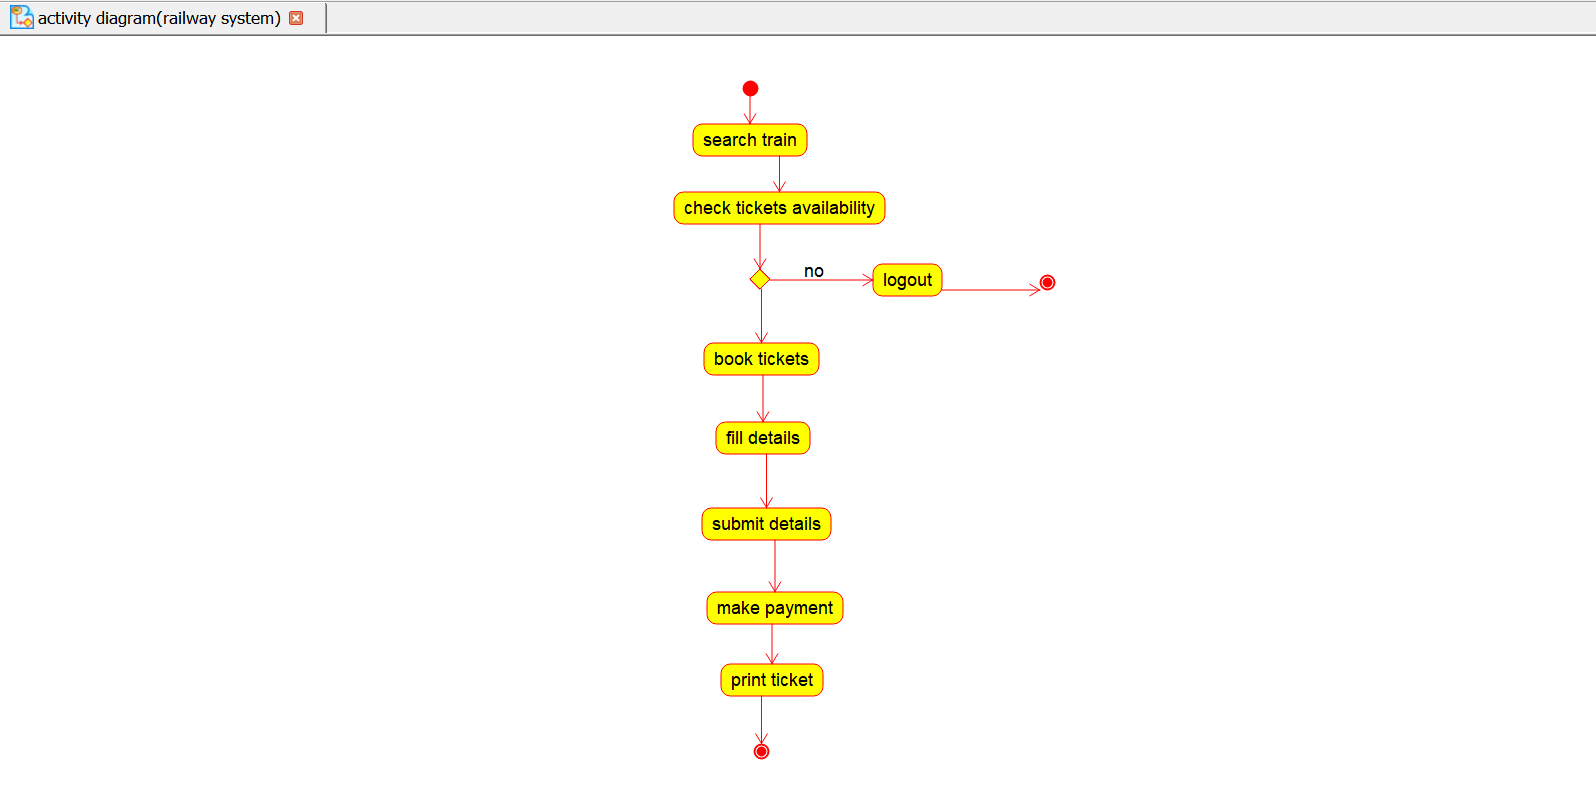 activity diagram(railway system)
search train
check tickets availability
no
logout
book tickets
fill details
submit details
make payment
print ticket